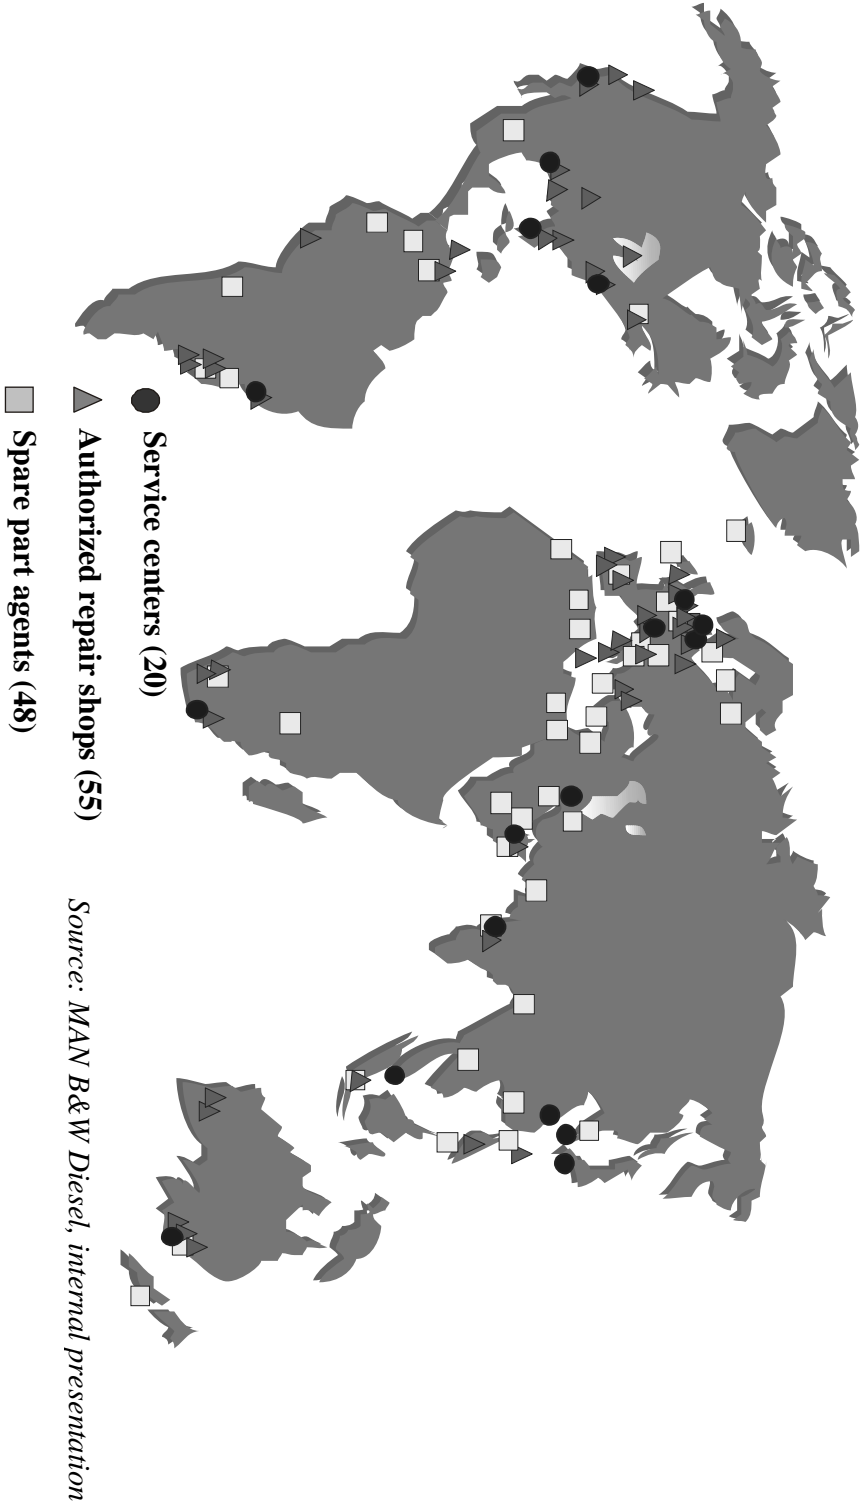 Service centers (20)
Authorized repair shops (55)
Spare part agents (48)
Source: MAN B&W Diesel, internal presentation